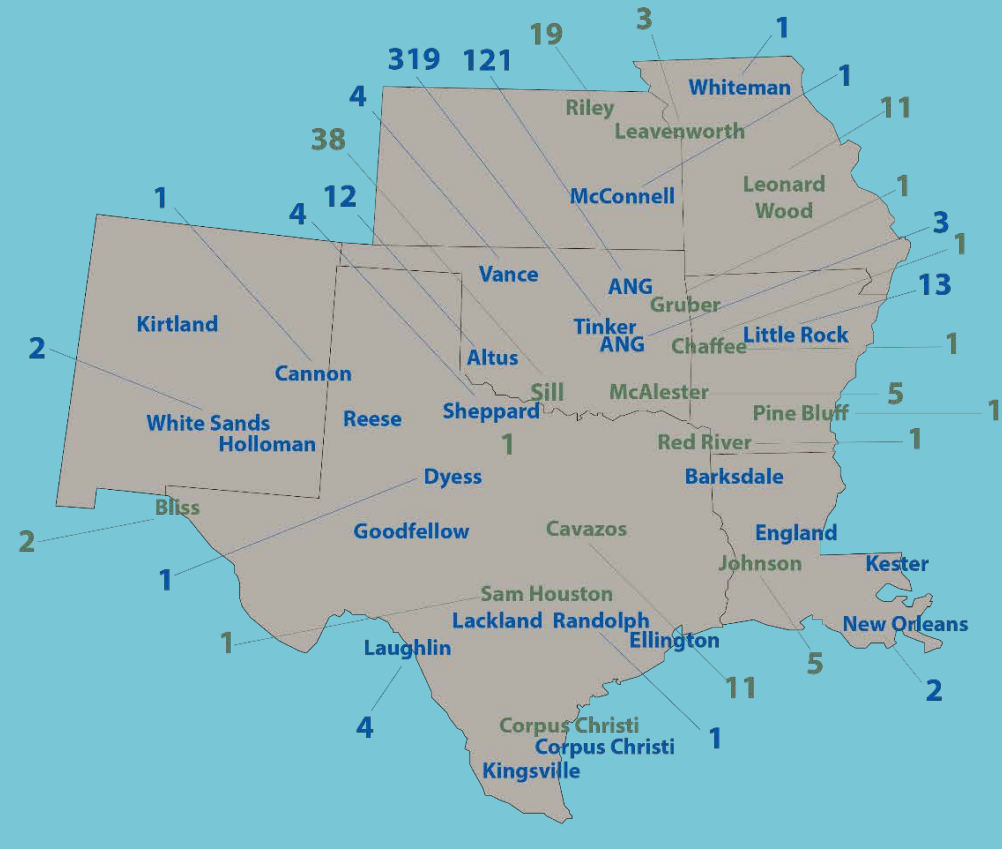 3
1
19
319
121
Whiteman
1
4
Riley
11
Leavenworth
38
Leonard
Wood
1
1
12
McConnell
4
3
1
Vance
ANG
13
Gruber
Kirtland
Tinker
ANG
Little Rock
2
Chaffee
1
Altus
Cannon
Sill
McAlester
5
Sheppard
Pine Bluff
1
White Sands
Reese
Holloman
1
Red River
1
Dyess
Barksdale
Bliss
Goodfellow
Cavazos
England
2
Johnson
Kester
1
Sam Houston
Lackland
Randolph
New Orleans
1
Laughlin
Ellington
5
11
2
4
Corpus Christi
1
Corpus Christi
Kingsville